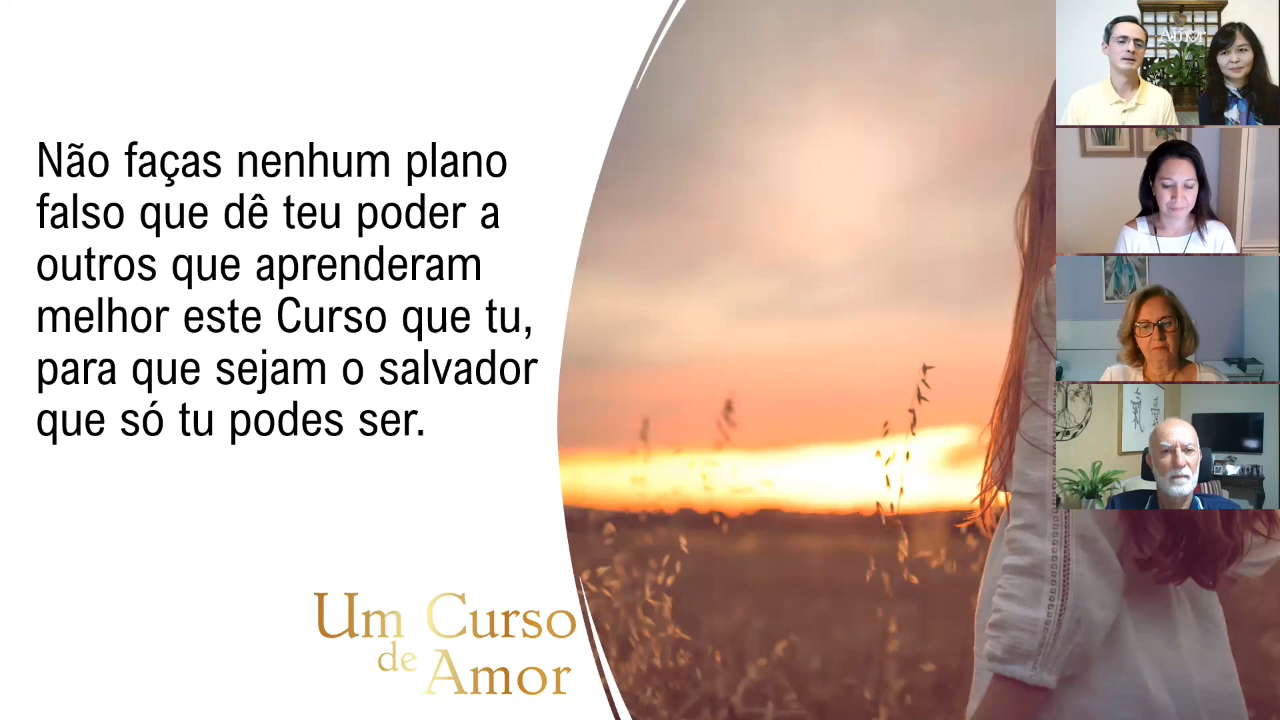 Não faças nenhum plano
falso que dê teu poder a
outros que aprenderam
melhor este Curso que tu,
para que sejam o salvador
que só tu podes ser.
Um Curso
de Amor
Amor